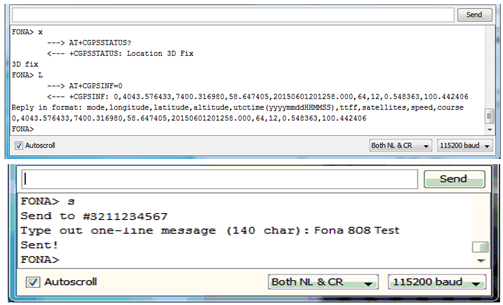 Send
FONA> x
---> AT+CGPSSTATUS?
<--- +CGPSSTATUS: Location 3D Fix
3D fix
FONA> L
---> AT+CGPSINF=0
<--- +CGPSINF: 0,4043.576433,7400.316980,58.647405,20150601201258.000,64,12,0.548363,100.442406
Reply in format: mode,longitude,latitude,altitude,utctime(yyyymmddHHMMSS),ttff,satellites,speed,course
0,4043.576433,7400.316980,58.647405,20150601201258.000,64,12,0.548363,100.442406
FONA>
Autoscroll Both NL & CR 115200 baud
Send
FONA> s
Send to #3211234567
Type out one-line message (140 char): Fona 808 Test
Sent!
FONA>
Autoscroll Both NL & CR 115200 baud